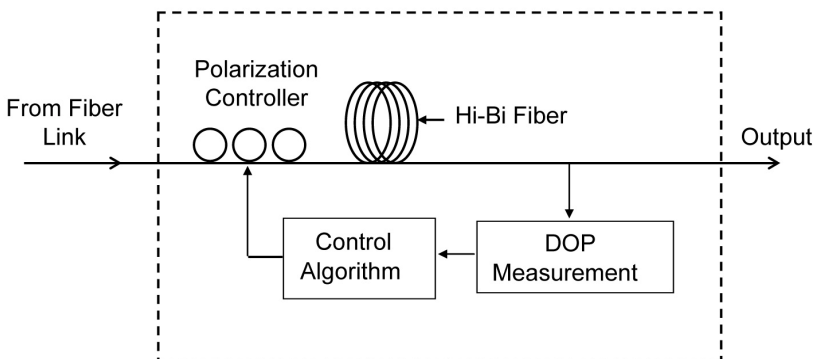 Polarization
Controller
From Fiber
Link
Hi-Bi Fiber
Output
Control
Algorithm
DOP
Measurement